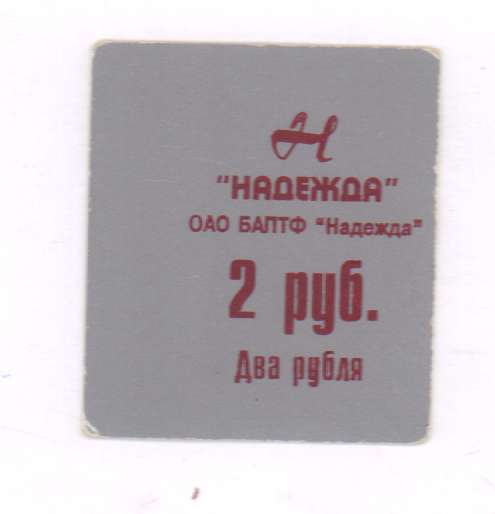 Н
"НАДЕЖДА"
ОАО БАЛТФ "Надежда"
2 руб.
Два рубля